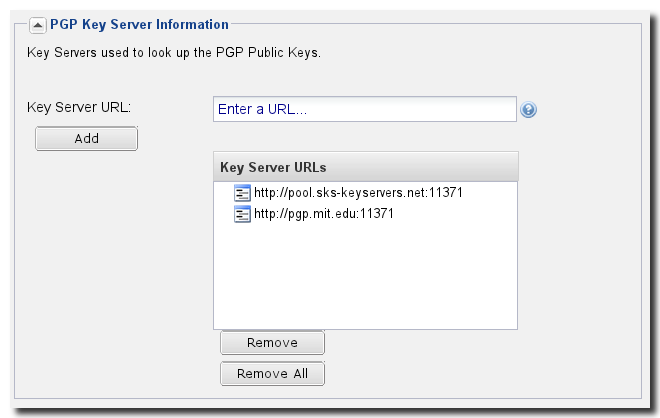 PGP Key Server Information
Key Servers used to look up the PGP Public Keys.
Key Server URL:
Enter a URL...
?
Add
Key Server URLs
http://pool.sks-keyservers.net:11371
http://pgp.mit.edu:11371
Remove
Remove All